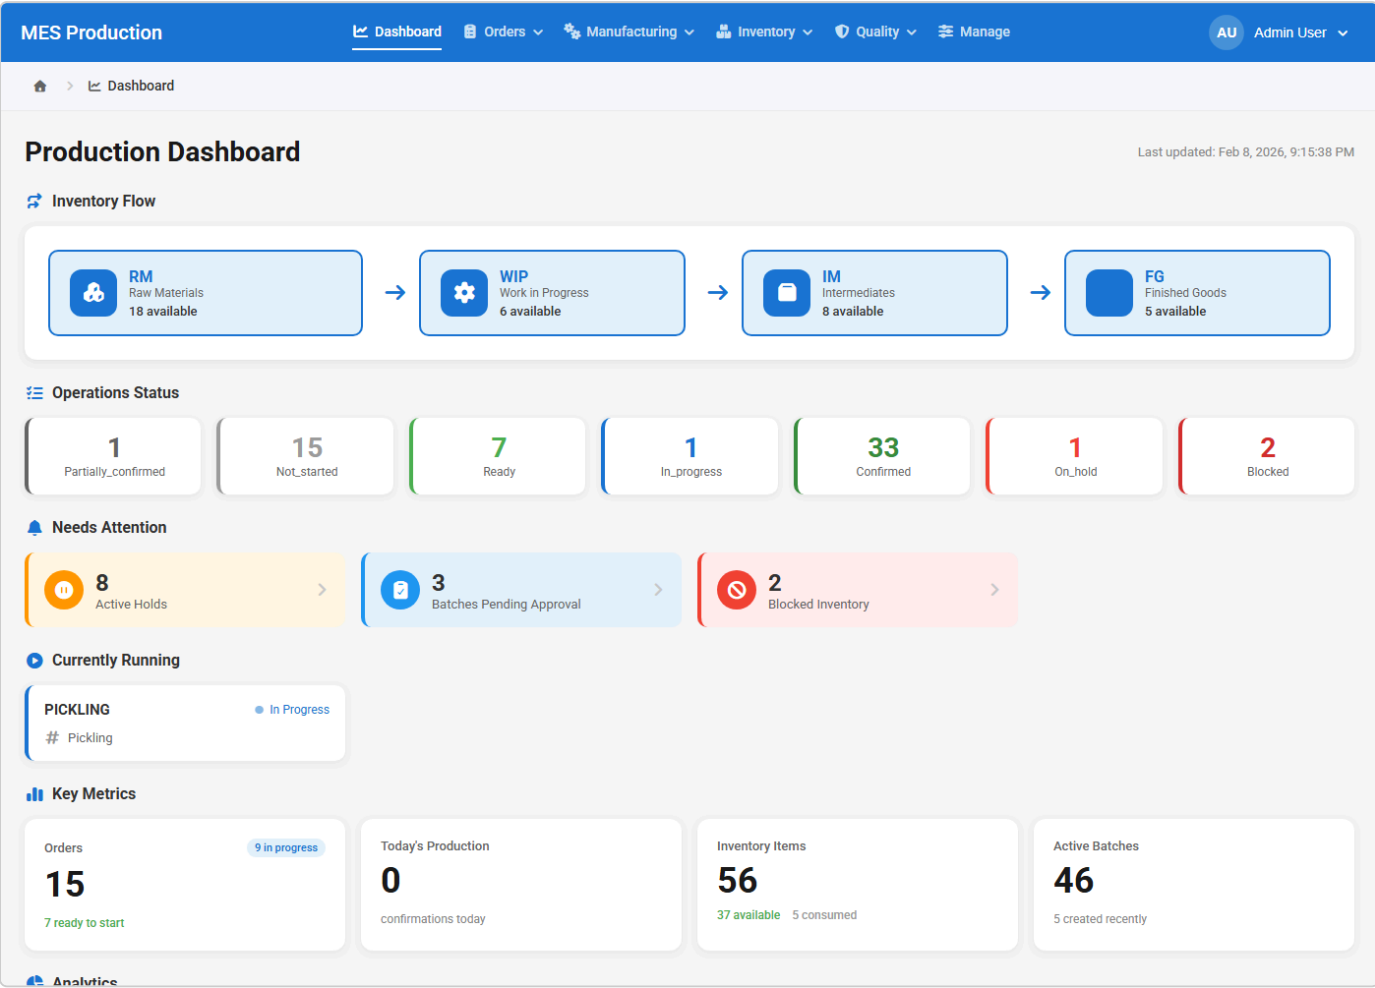 MES Production
Dashboard
Orders
Manufacturing
Inventory
Quality
Manage
AU
Admin User
Dashboard
Production Dashboard
Last updated: Feb 8, 2026, 9:15:38 PM
Inventory Flow
RM
Raw Materials
18 available
WIP
Work in Progress
6 available
IM
Intermediates
8 available
FG
Finished Goods
5 available
Operations Status
1
Partially_confirmed
15
Not_started
7
Ready
1
In_progress
33
Confirmed
1
On_hold
2
Blocked
Needs Attention
8
Active Holds
3
Batches Pending Approval
2
Blocked Inventory
Currently Running
PICKLING
In Progress
# Pickling
Key Metrics
Orders
9 in progress
15
7 ready to start
Today's Production
0
confirmations today
Inventory Items
56
37 available 5 consumed
Active Batches
46
5 created recently
Analytics